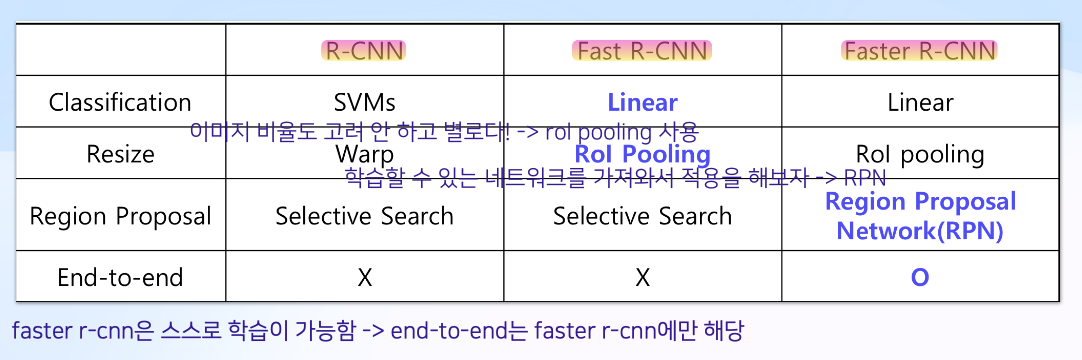 R-CNN Fast R-CNN Faster R-CNN
Classification SVMs Linear Linear
이미지 비율도 고려 안 하고 별로다! -> roI pooling 사용
Resize Warp RoI Pooling RoI pooling
학습할 수 있는 네트워크를 가져와서 적용을 해보자 -> RPN
Region Proposal Selective Search Selective Search Region Proposal
Network(RPN)
End-to-end X X O
faster r-cnn은 스스로 학습이 가능함 -> end-to-end는 faster r-cnn에만 해당